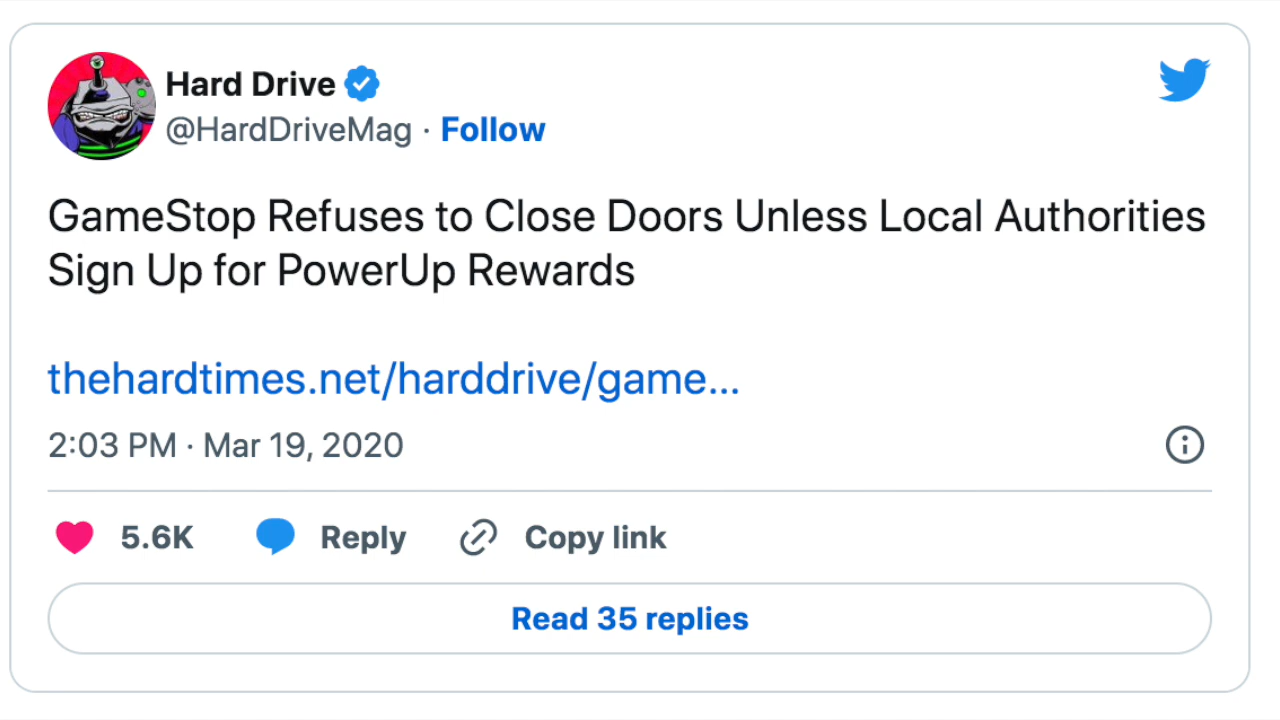 Hard Drive
@HardDriveMag · Follow
GameStop Refuses to Close Doors Unless Local Authorities
Sign Up for PowerUp Rewards
thehardtimes.net/harddrive/game...
2:03 PM · Mar 19, 2020
5.6K Reply Copy link
Read 35 replies